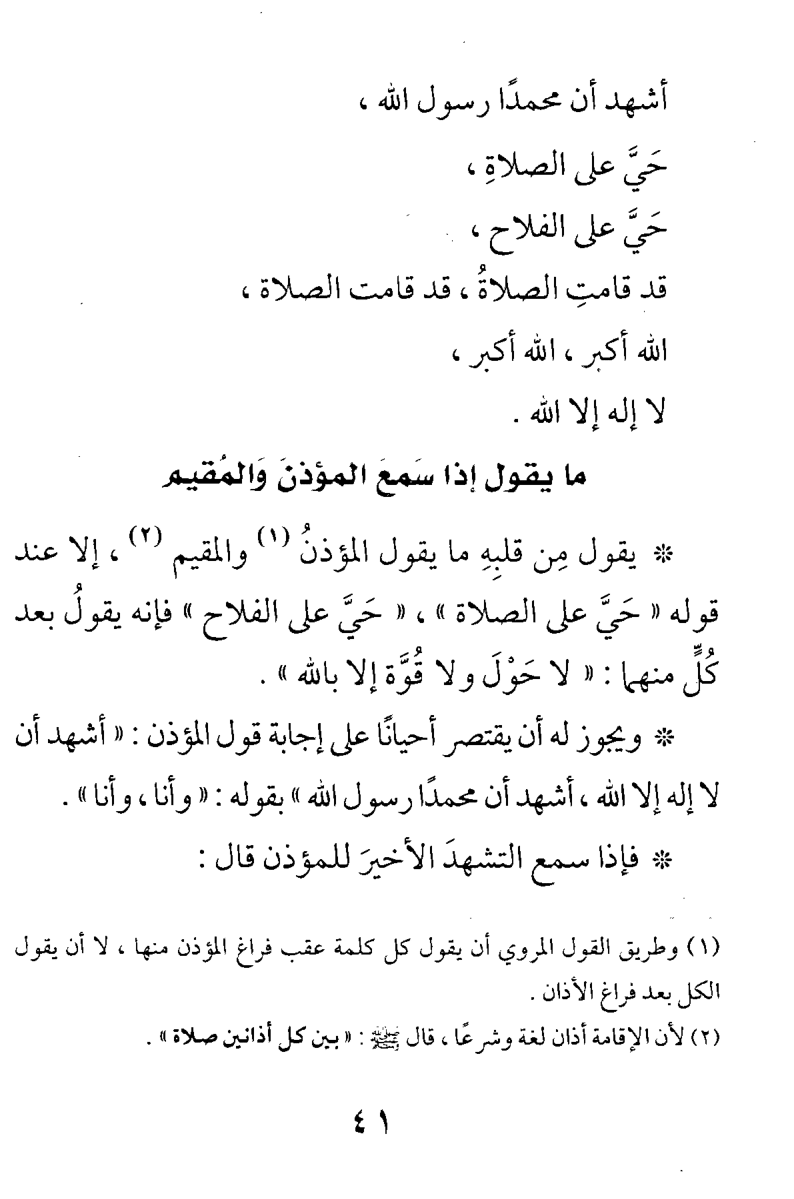 أشهد أن محمدًا رسول الله ،
حَيَّ على الصلاةِ ،
حَيَّ على الفلاح ،
قد قامتِ الصلاةُ ، قد قامت الصلاة ،
الله أكبر ، الله أكبر ،
لا إله إلا الله .
ما يقول إذا سَمعَ المؤذنَ وَالمُقيم
* يقول مِن قلبِهِ ما يقول المؤذنُ (١) والمقيم (٢) ، إلا عند
قوله « حَيَّ على الصلاة » ، « حَيَّ على الفلاح » فإنه يقولُ بعد
كُلٍّ منهما : « لا حَوْلَ ولا قُوَّة إلا بالله » .
* ويجوز له أن يقتصر أحيانًا على إجابة قول المؤذن : « أشهد أن
لا إله إلا الله ، أشهد أن محمدًا رسول الله » بقوله : « وأنا ، وأنا » .
* فإذا سمع التشهدَ الأخيرَ للمؤذن قال :
(١) وطريق القول المروي أن يقول كل كلمة عقب فراغ المؤذن منها ، لا أن يقول
الكل بعد فراغ الأذان .
(٢) لأن الإقامة أذان لغة وشرعًا ، قال ﷺ : « بين كل أذانين صلاة » .
٤١